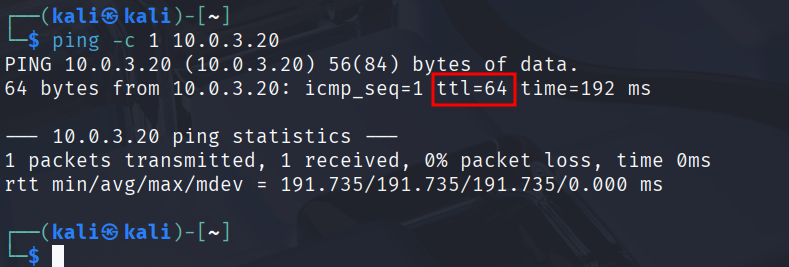 ┌──(kali㉿kali)-[~]
└─$ ping -c 1 10.0.3.20
PING 10.0.3.20 (10.0.3.20) 56(84) bytes of data.
64 bytes from 10.0.3.20: icmp_seq=1 ttl=64 time=192 ms
--- 10.0.3.20 ping statistics ---
1 packets transmitted, 1 received, 0% packet loss, time 0ms
rtt min/avg/max/mdev = 191.735/191.735/191.735/0.000 ms
┌──(kali㉿kali)-[~]
└─$